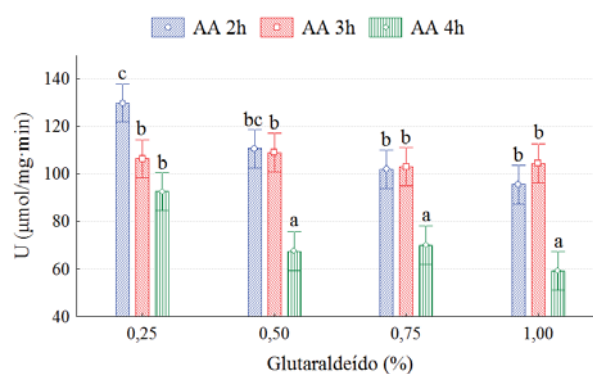 AA 2h AA 3h AA 4h
U (µmol/mg·min)
140
120
100
80
60
40
c b b
bc b a
b b a
b b a
0,25 0,50 0,75 1,00
Glutaraldeído (%)